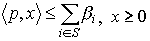 ⟨p,x⟩ ≤ ∑_{i∈S} β_i , x ≥ 0